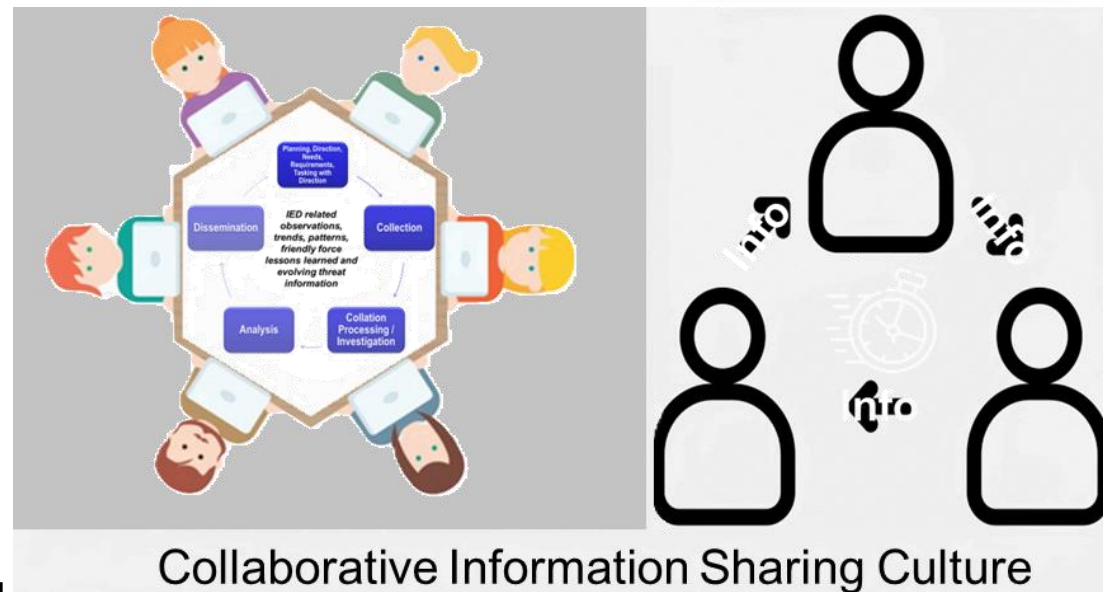 Planning, Direction,
Needs,
Requirements,
Tasking with
Direction
Dissemination
IED related
observations,
trends, patterns,
friendly force
lessons learned and
evolving threat
information
Collection
Analysis
Collation
Processing /
Investigation
Info
Info
Info
Collaborative Information Sharing Culture